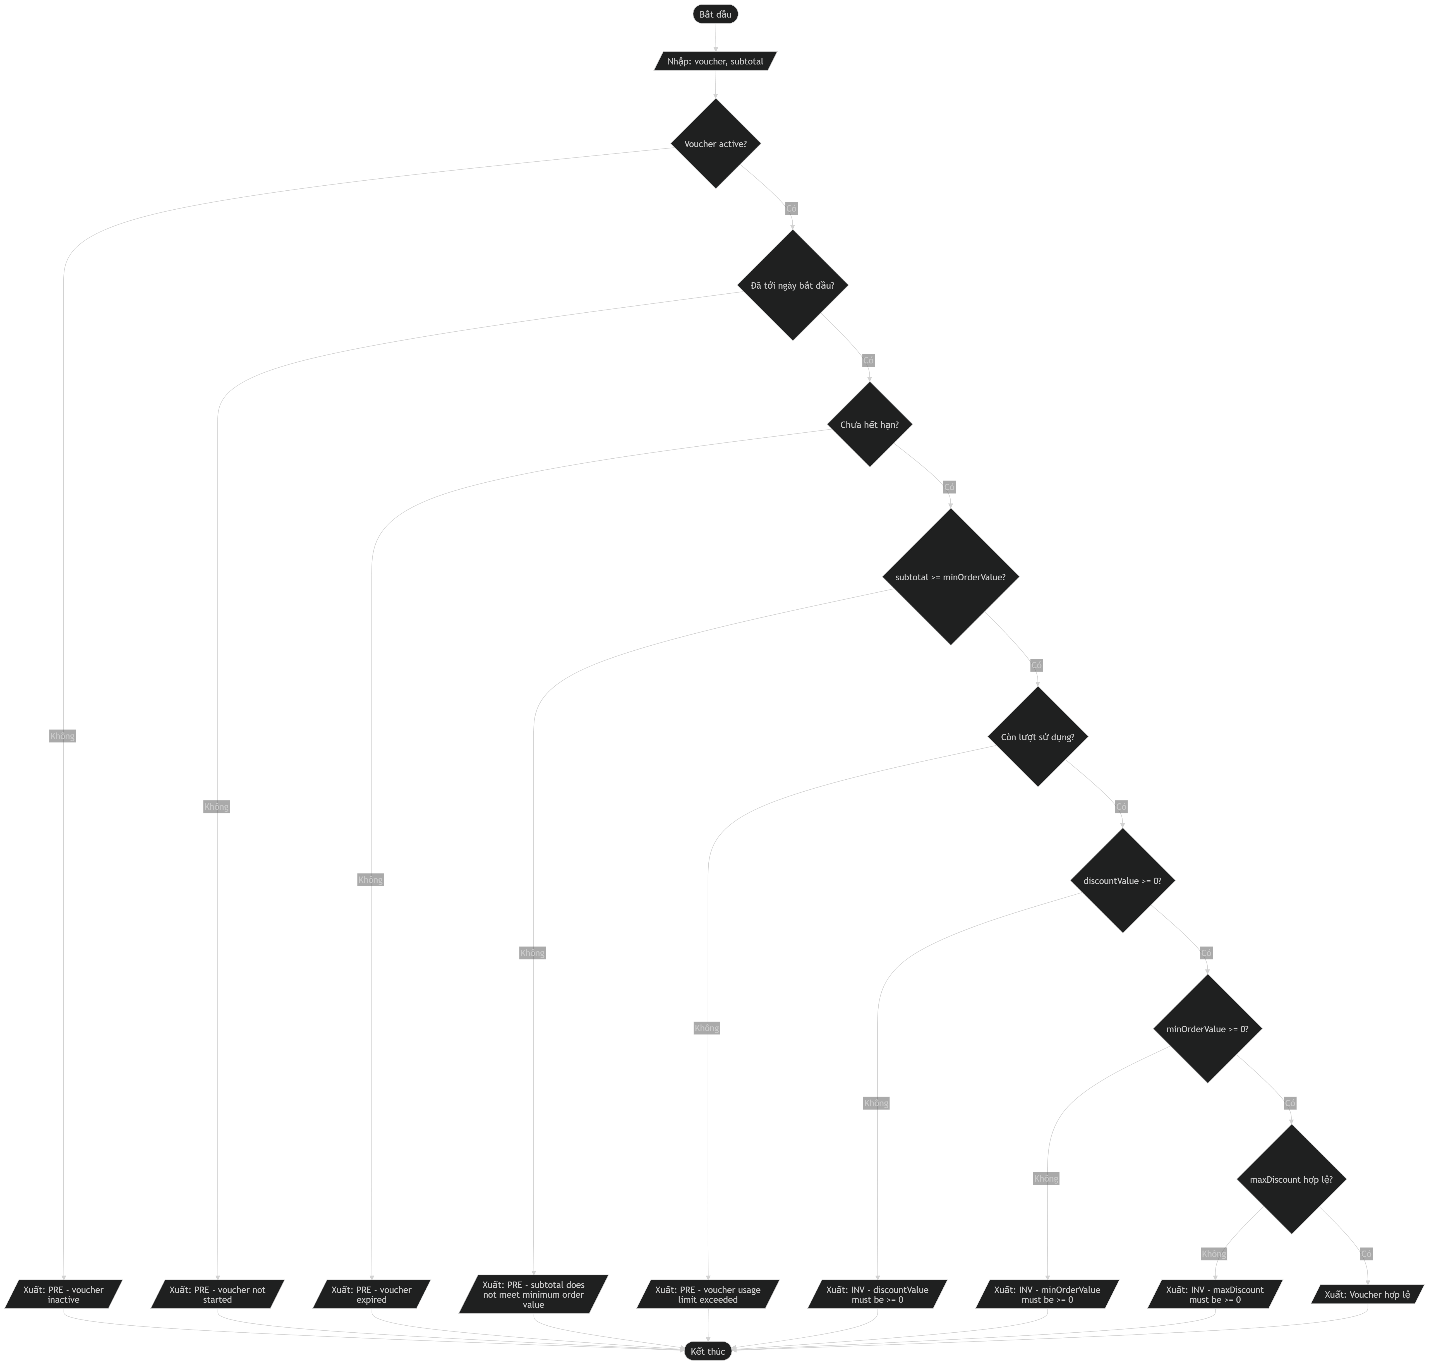 Bắt đầu
Nhập: voucher, subtotal
Voucher active?
Có
Đã tới ngày bắt đầu?
Có
Chưa hết hạn?
Có
subtotal >= minOrderValue?
Có
Còn lượt sử dụng?
Không
Không
Có
Không
discountValue >= 0?
Không
Có
Không
minOrderValue >= 0?
Không
Có
Không
maxDiscount hợp lệ?
Không
Có
Xuất: PRE - voucher
inactive
Xuất: PRE - voucher not
started
Xuất: PRE - voucher
expired
Xuất: PRE - subtotal does
not meet minimum order
value
Xuất: PRE - voucher usage
limit exceeded
Xuất: INV - discountValue
must be >= 0
Xuất: INV - minOrderValue
must be >= 0
Xuất: INV - maxDiscount
must be >= 0
Xuất: Voucher hợp lệ
Kết thúc